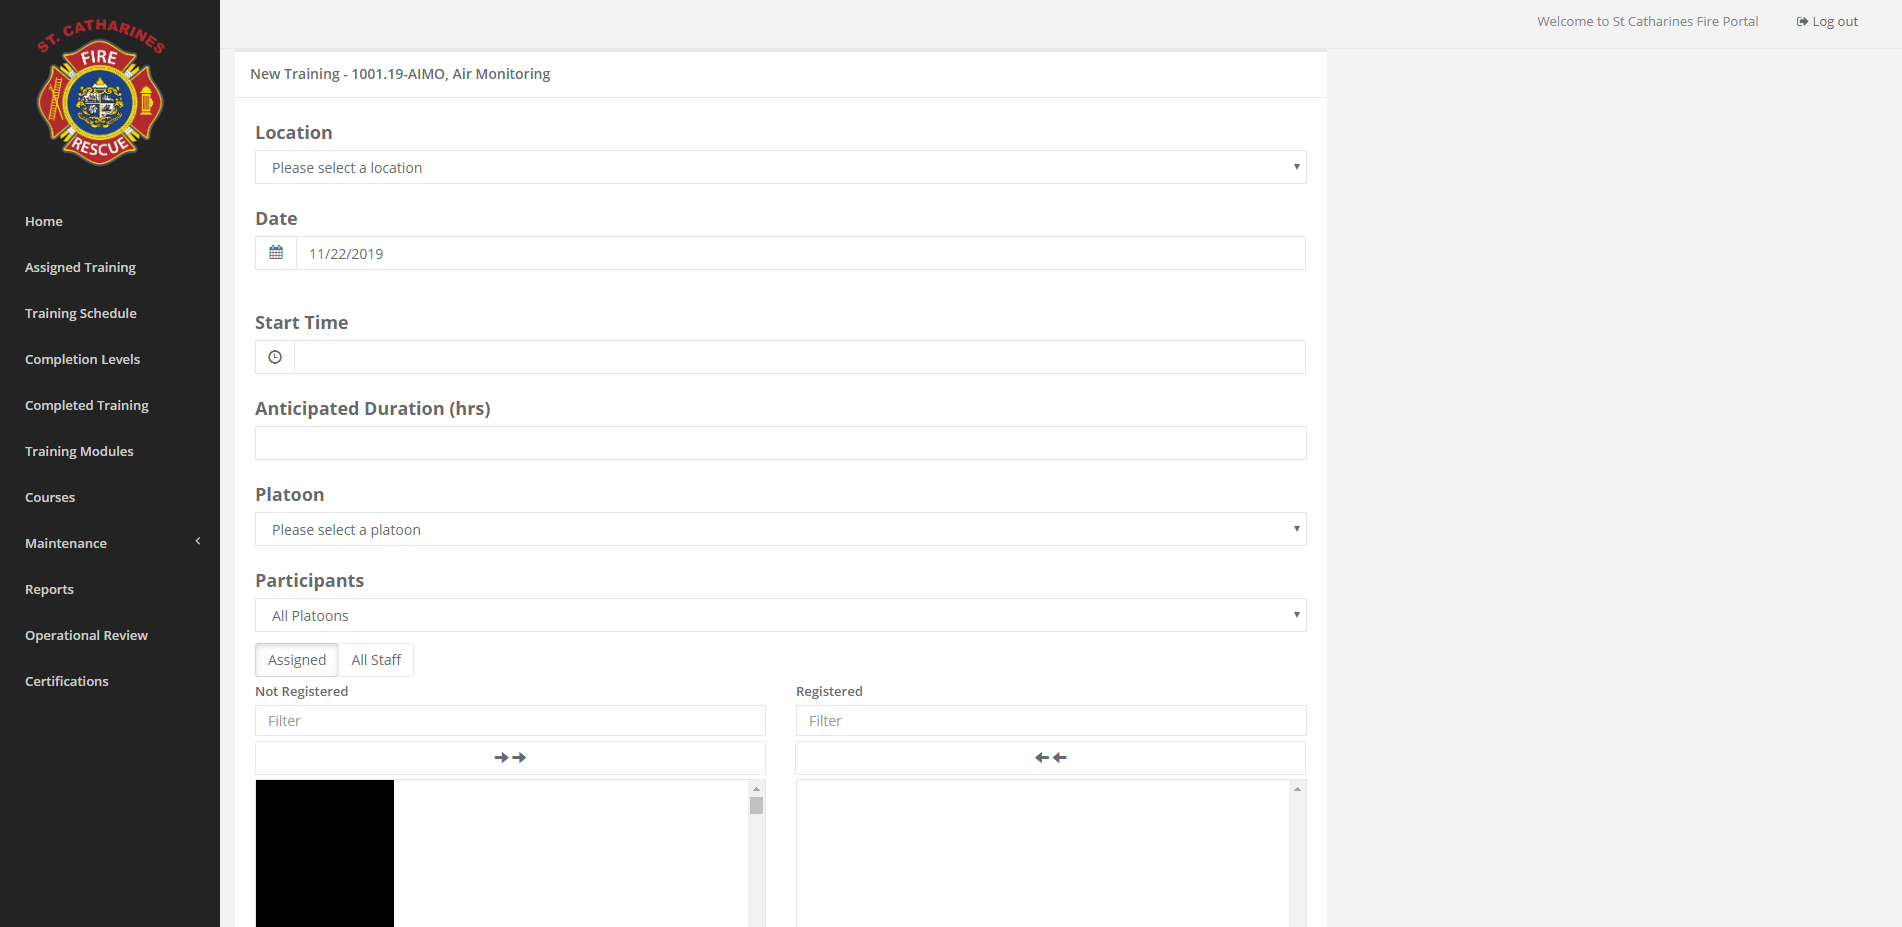 ST. CATHARINES
FIRE
RESCUE
Home
Assigned Training
Training Schedule
Completion Levels
Completed Training
Training Modules
Courses
Maintenance
Reports
Operational Review
Certifications
Welcome to St Catharines Fire Portal
Log out
New Training - 1001.19-AIMO, Air Monitoring
Location
Please select a location
Date
11/22/2019
Start Time
Anticipated Duration (hrs)
Platoon
Please select a platoon
Participants
All Platoons
Assigned All Staff
Not Registered
Filter
Registered
Filter